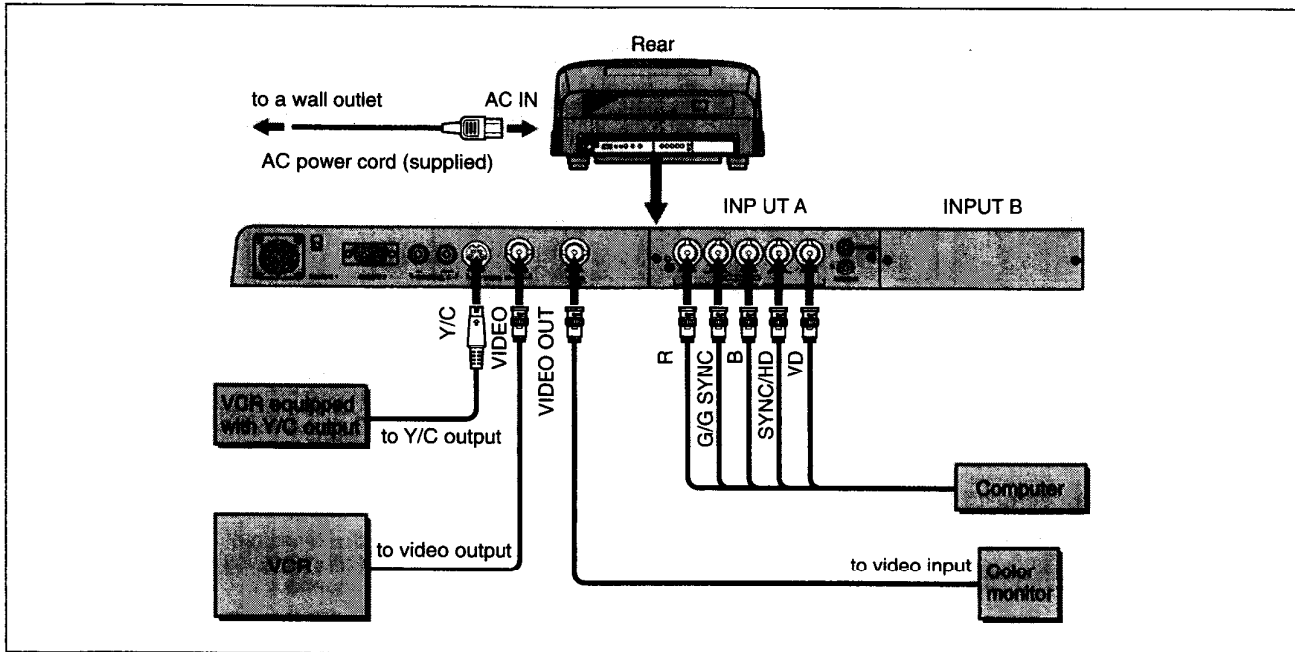 Rear
to a wall outlet
AC IN
AC power cord (supplied)
INP UT A
INPUT B
Y/C
VIDEO
VIDEO OUT
R
G/G SYNC
B
SYNC/HD
VD
VCR equipped
with Y/C output
to Y/C output
Computer
VCR
to video output
to video input
Color
monitor